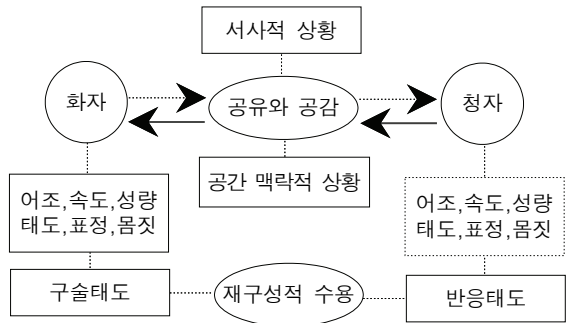 서사적 상황
화자
공유와 공감
청자
공간 맥락적 상황
어조,속도,성량
태도,표정,몸짓
어조,속도,성량
태도,표정,몸짓
구술태도
재구성적 수용
반응태도